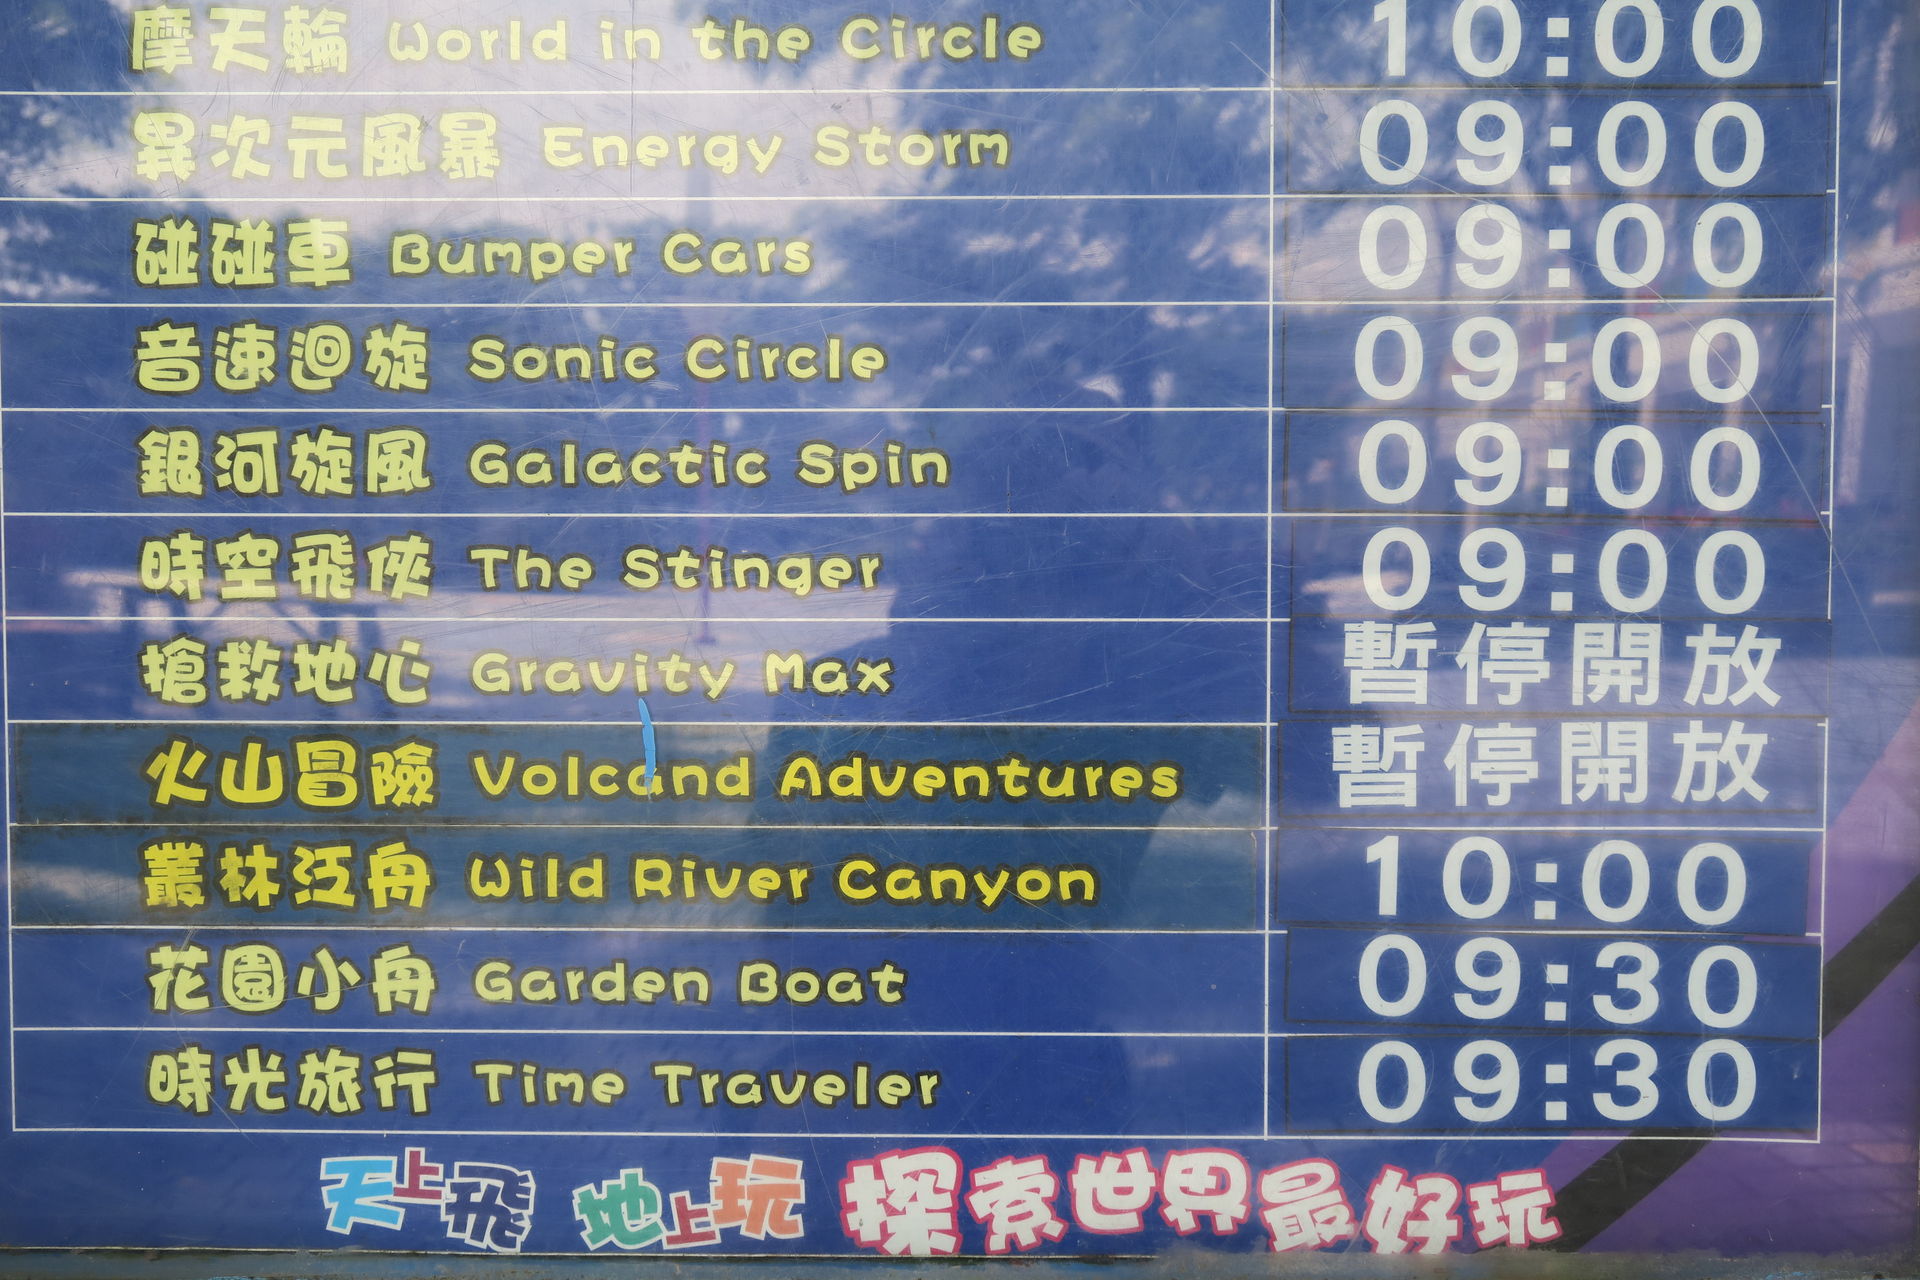 摩天輪 World in the Circle 10:00
異次元風暴 Energy Storm 09:00
碰碰車 Bumper Cars 09:00
音速迴旋 Sonic Circle 09:00
銀河旋風 Galactic Spin 09:00
時空飛俠 The Stinger 09:00
搶救地心 Gravity Max 暫停開放
火山冒險 Volcand Adventures 暫停開放
叢林江舟 Wild River Canyon 10:00
花園小舟 Garden Boat 09:30
時光旅行 Time Traveler 09:30
天上飛 地上玩 探索世界最好玩